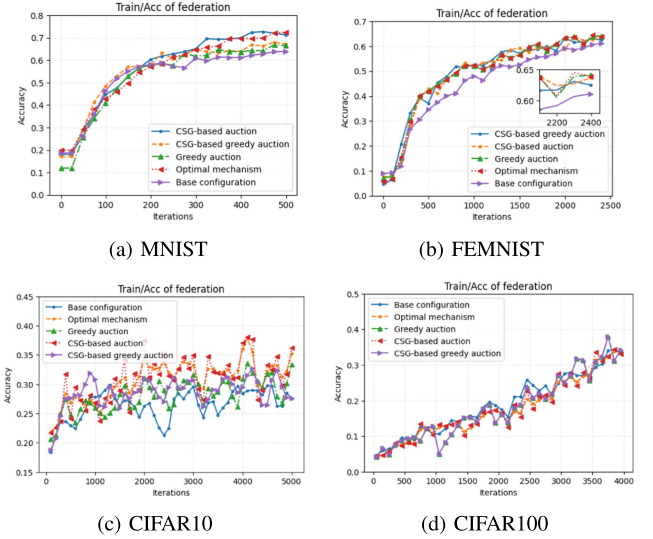 Train/Acc of federation
0.8
0.7
0.6
0.5
0.4
0.3
0.2
0.1
0.0
Accuracy
0 100 200 300 400 500
Iterations
CSG-based auction
CSG-based greedy auction
Greedy auction
Optimal mechanism
Base configuration
(a) MNIST
Train/Acc of federation
0.7
0.6
0.5
0.4
0.3
0.2
0.1
0.0
Accuracy
0 500 1000 1500 2000 2500
Iterations
0.65
0.60
2200 2400
CSG-based greedy auction
CSG-based auction
Greedy auction
Optimal mechanism
Base configuration
(b) FEMNIST
Train/Acc of federation
0.45
0.40
0.35
0.30
0.25
0.20
0.15
Accuracy
0 1000 2000 3000 4000 5000
Iterations
Base configuration
Optimal mechanism
Greedy auction
CSG-based auction
CSG-based greedy auction
(c) CIFAR10
Train/Acc of federation
0.5
0.4
0.3
0.2
0.1
0.0
Accuracy
0 500 1000 1500 2000 2500 3000 3500 4000
Iterations
Base configuration
Optimal mechanism
Greedy auction
CSG-based auction
CSG-based greedy auction
(d) CIFAR100